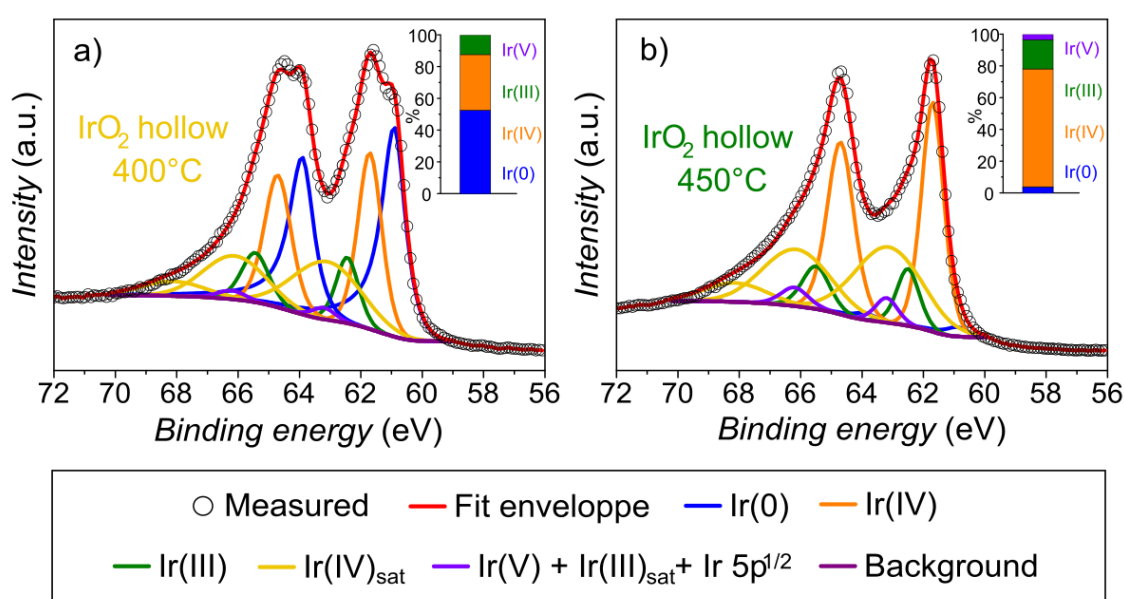 a)
IrO₂ hollow
400°C
Intensity (a.u.)
Binding energy (eV)
72 70 68 66 64 62 60 58 56
%
100
80
60
40
20
0
Ir(V)
Ir(III)
Ir(IV)
Ir(0)
b)
IrO₂ hollow
450°C
Intensity (a.u.)
Binding energy (eV)
72 70 68 66 64 62 60 58 56
%
100
80
60
40
20
0
Ir(V)
Ir(III)
Ir(IV)
Ir(0)
Measured Fit enveloppe Ir(0) Ir(IV)
Ir(III) Ir(IV)sat Ir(V) + Ir(III)sat+ Ir 5p1/2 Background